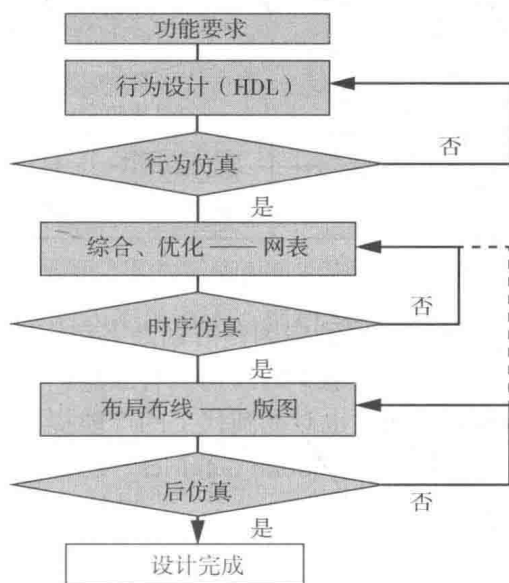 功能要求
行为设计（HDL）
行为仿真
否
是
综合、优化 —— 网表
时序仿真
否
是
布局布线 —— 版图
后仿真
否
是
设计完成